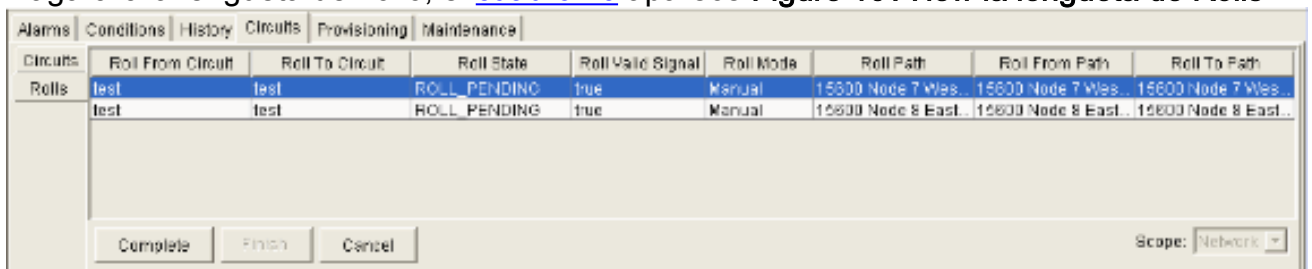 Alarms Conditions History Circuits Provisioning Maintenance
Circuits Roll From Circuit Roll To Circuit Roll State Roll Valid Signal Roll Mode Roll Path Roll From Path Roll To Path
Rolls test test ROLL_PENDING true Manual 15600 Node 7 Wes... 15600 Node 7 Wes... 15600 Node 7 Wes...
test test ROLL_PENDING true Manual 15600 Node 8 East... 15600 Node 8 East... 15600 Node 8 East...
Complete Finish Cancel Scope: Network